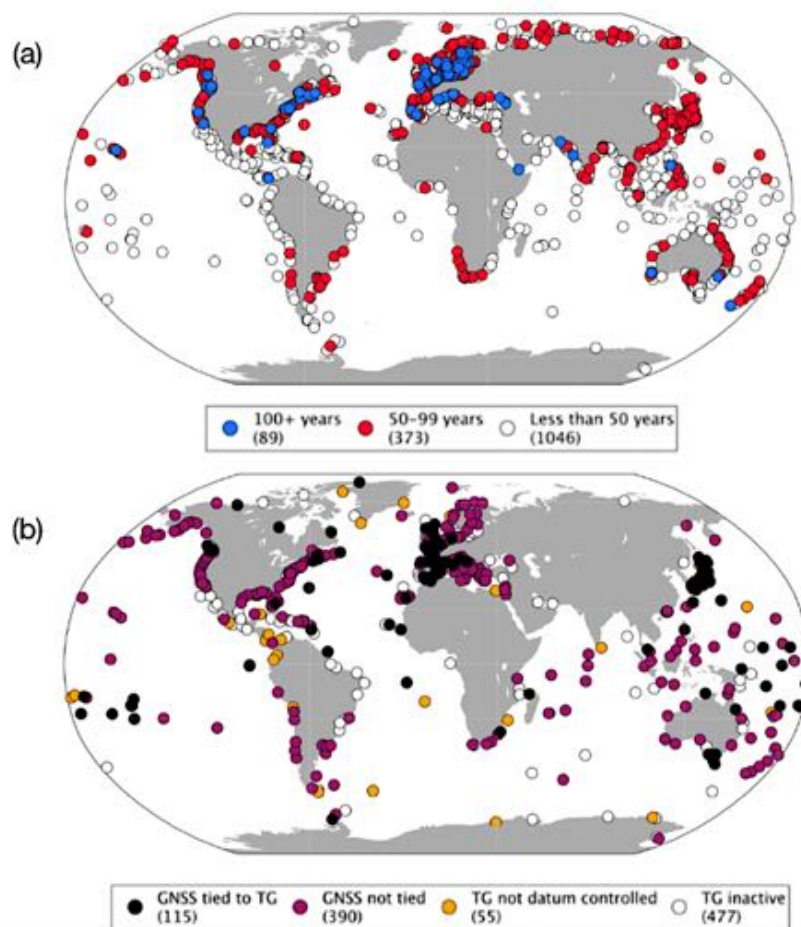 (a)
100+ years
(89)
50-99 years
(373)
Less than 50 years
(1046)
(b)
GNSS tied to TG
(115)
GNSS not tied
(390)
TG not datum controlled
(55)
TG inactive
(477)